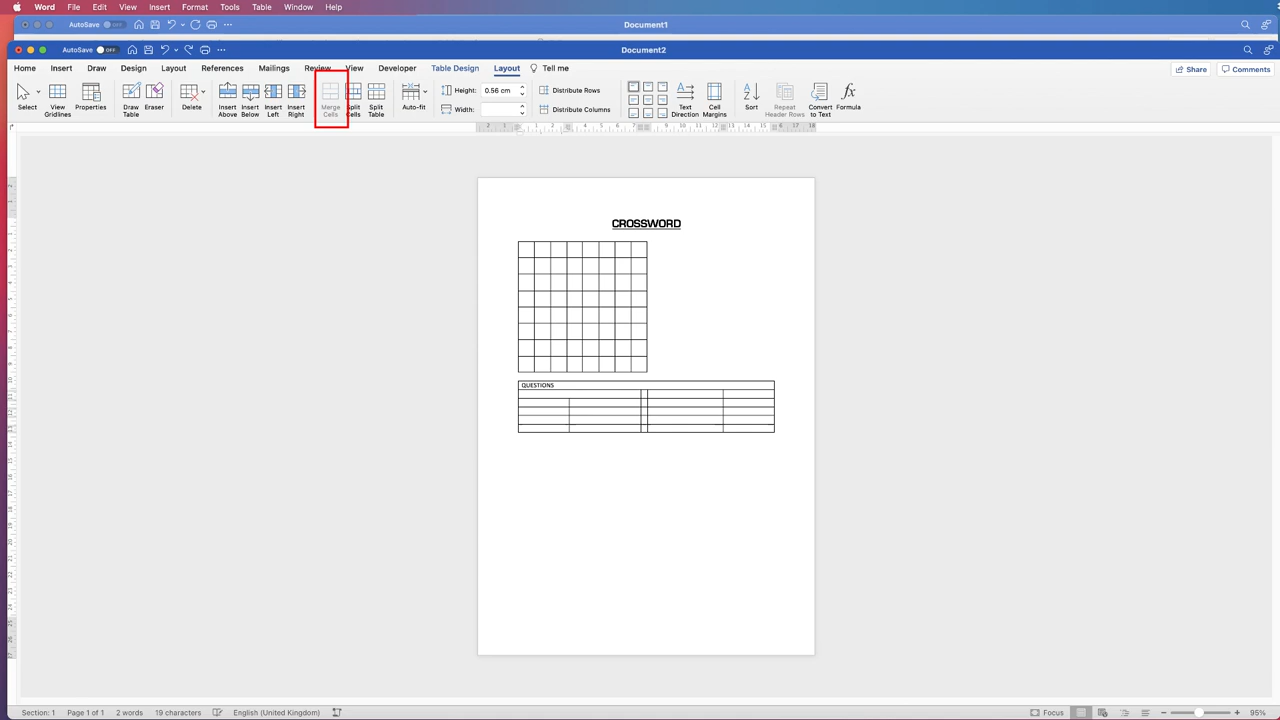 Word File Edit View Insert Format Tools Table Window Help
AutoSave OFF Document1
AutoSave OFF Document2
Home Insert Draw Design Layout References Mailings Review View Developer Table Design Layout Tell me Share Comments
Select View Gridlines Properties Draw Table Eraser Delete Insert Above Insert Below Insert Left Insert Right Merge Cells Split Cells Split Table Auto-fit Height: 0.56 cm Width: Distribute Rows Distribute Columns Text Direction Cell Margins Sort Repeat Header Rows Convert to Text Formula
CROSSWORD
QUESTIONS
Section: 1 Page 1 of 1 2 words 19 characters English (United Kingdom) Focus 95%